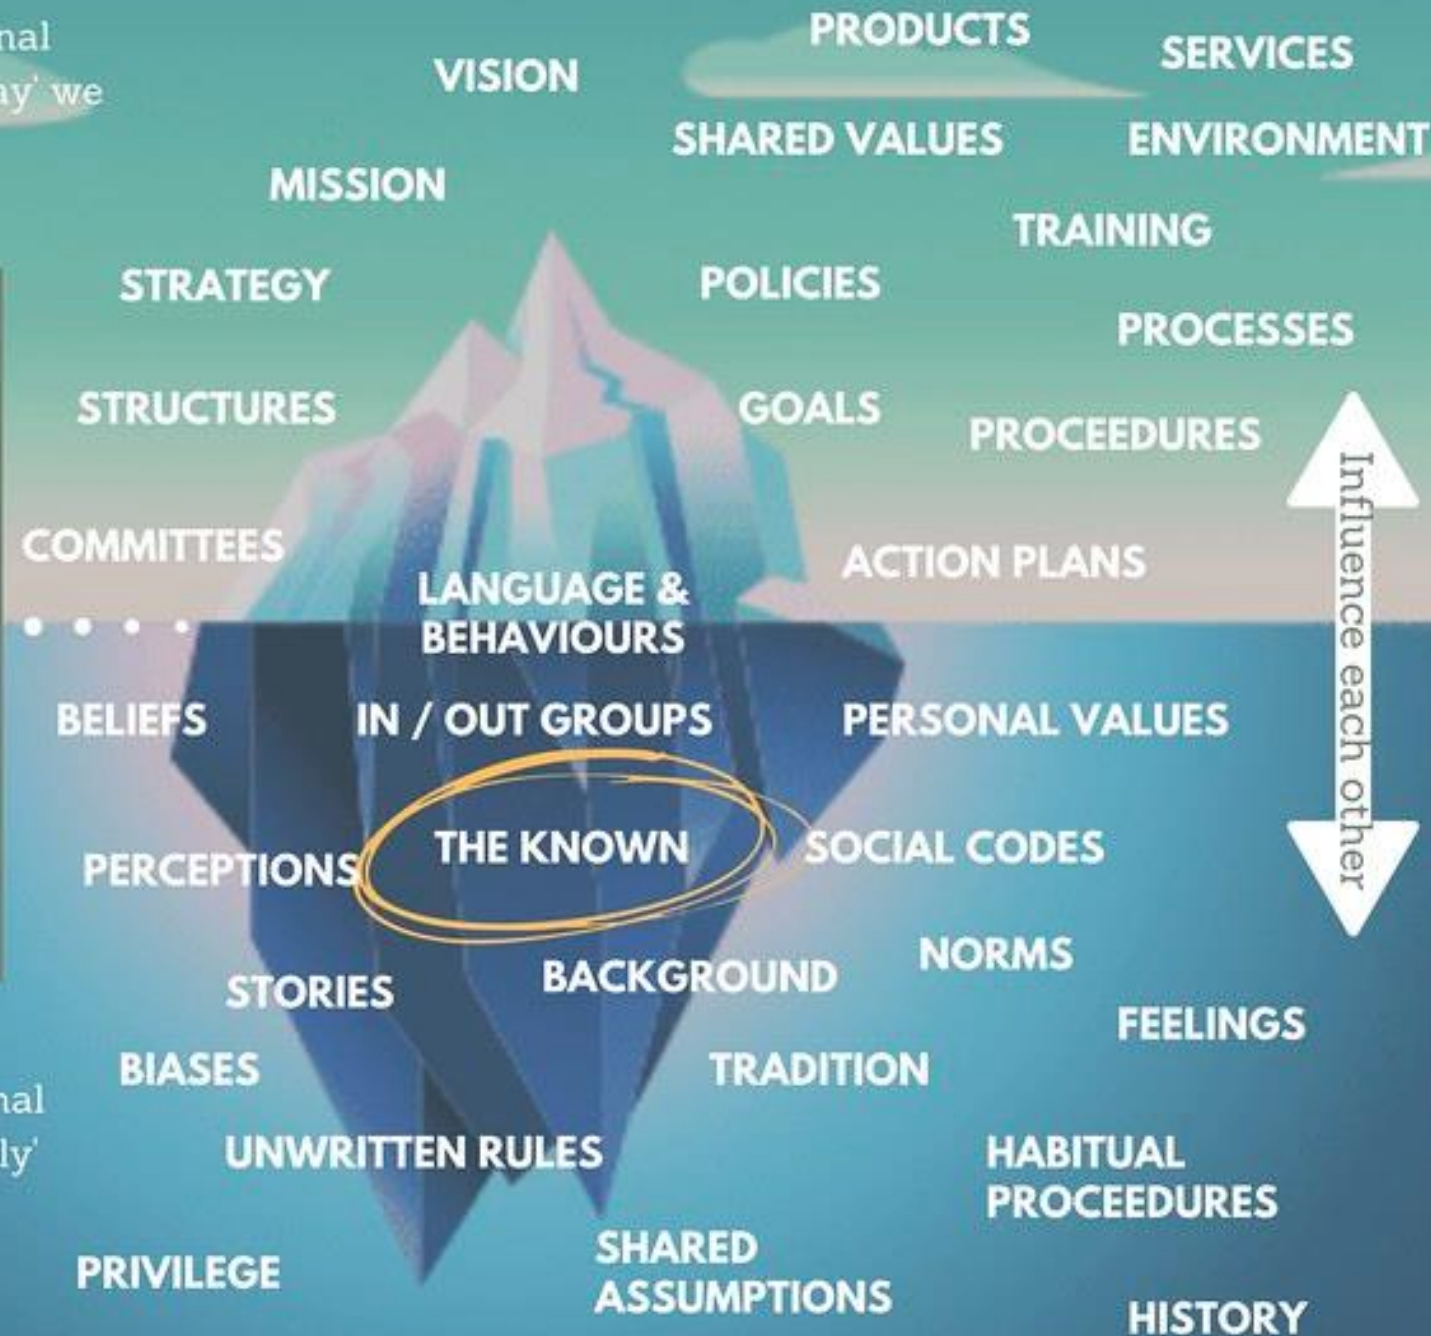 PRODUCTS
SERVICES
VISION
ay' we
SHARED VALUES
ENVIRONMENT
MISSION
TRAINING
STRATEGY
POLICIES
PROCESSES
STRUCTURES
GOALS
PROCEEDURES
COMMITTEES
ACTION PLANS
LANGUAGE &
BEHAVIOURS
Influence each other
BELIEFS
IN / OUT GROUPS
PERSONAL VALUES
THE KNOWN
SOCIAL CODES
PERCEPTIONS
NORMS
BACKGROUND
STORIES
FEELINGS
BIASES
TRADITION
UNWRITTEN RULES
HABITUAL
PROCEEDURES
SHARED
ASSUMPTIONS
PRIVILEGE
HISTORY